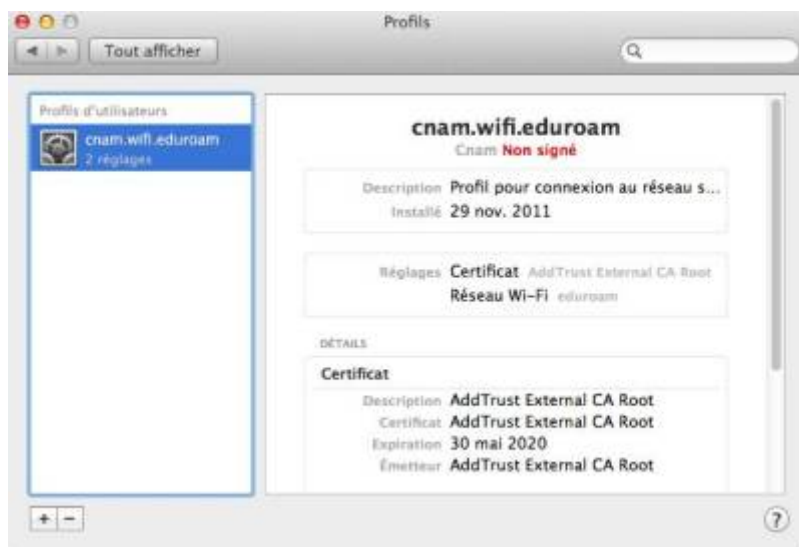 Profils
Tout afficher
Profils d'utilisateurs
cnam.wifi.eduroam
2 réglages
cnam.wifi.eduroam
Cnam Non signé
Description Profil pour connexion au réseau s...
Installé 29 nov. 2011
Réglages Certificat AddTrust External CA Root
Réseau Wi-Fi eduroam
DÉTAILS
Certificat
Description AddTrust External CA Root
Certificat AddTrust External CA Root
Expiration 30 mai 2020
Émetteur AddTrust External CA Root
+ -
?